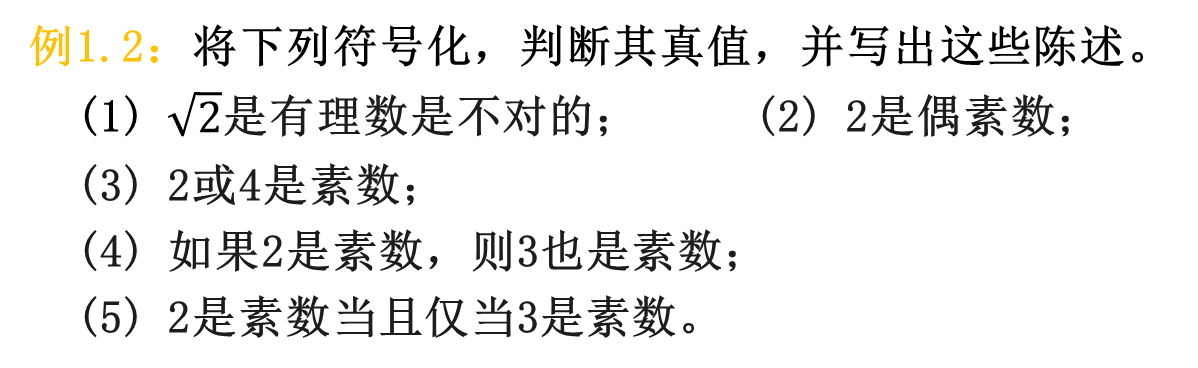 例1.2：将下列符号化，判断其真值，并写出这些陈述。
(1) √2是有理数是不对的； (2) 2是偶素数；
(3) 2或4是素数；
(4) 如果2是素数，则3也是素数；
(5) 2是素数当且仅当3是素数。